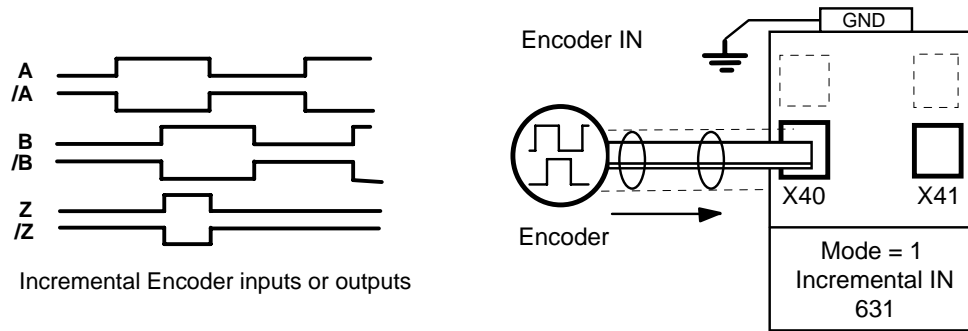 A
/A
B
/B
Z
/Z
Incremental Encoder inputs or outputs
Encoder IN
GND
X40
X41
Encoder
Mode = 1
Incremental IN
631